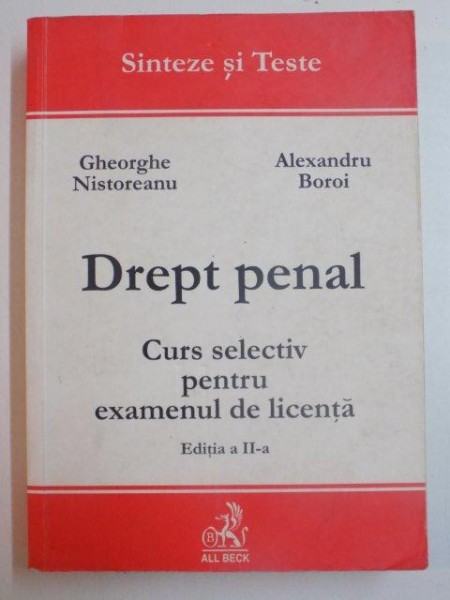 Sinteze și Teste
Gheorghe
Nistoreanu
Alexandru
Boroi
Drept penal
Curs selectiv
pentru
examenul de licență
Ediția a II-a
B
ALL BECK